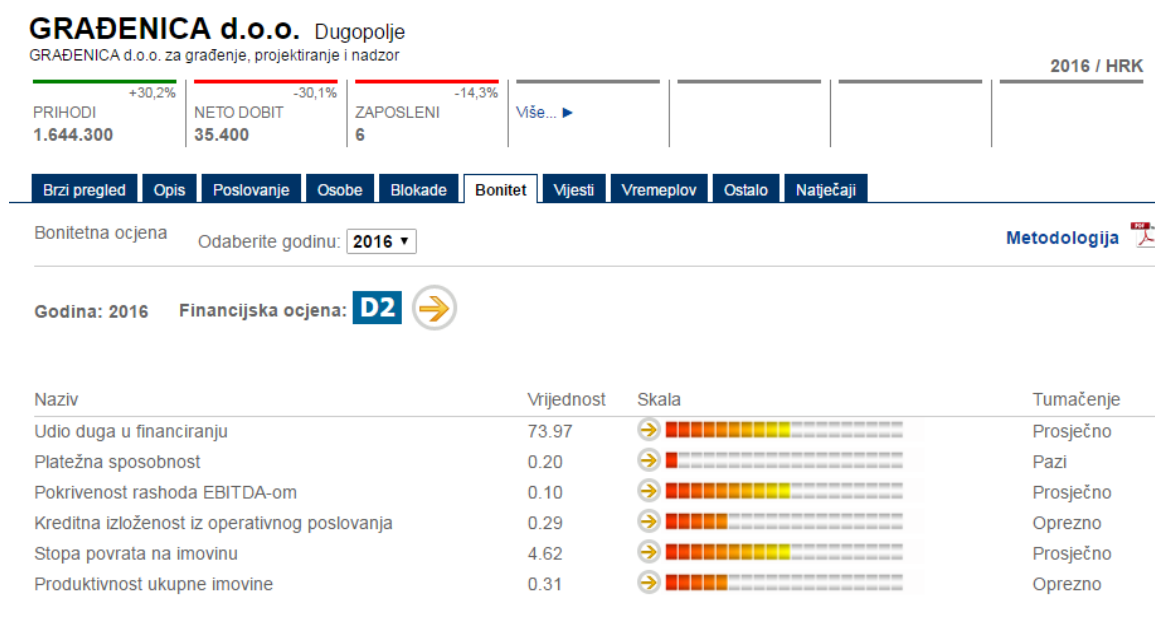 GRAĐENICA d.o.o. Dugopolje
GRAĐENICA d.o.o. za građenje, projektiranje i nadzor
2016 / HRK
+30,2% -30,1% -14,3%
PRIHODI NETO DOBIT ZAPOSLENI Više... ►
1.644.300 35.400 6
Brzi pregled Opis Poslovanje Osobe Blokade Bonitet Vijesti Vremeplov Ostalo Natječaji
Bonitetna ocjena Odaberite godinu: 2016 ▼ Metodologija PDF
Godina: 2016 Financijska ocjena: D2
Naziv Vrijednost Skala Tumačenje
Udio duga u financiranju 73.97 Prosječno
Platežna sposobnost 0.20 Pazi
Pokrivenost rashoda EBITDA-om 0.10 Prosječno
Kreditna izloženost iz operativnog poslovanja 0.29 Oprezno
Stopa povrata na imovinu 4.62 Prosječno
Produktivnost ukupne imovine 0.31 Oprezno